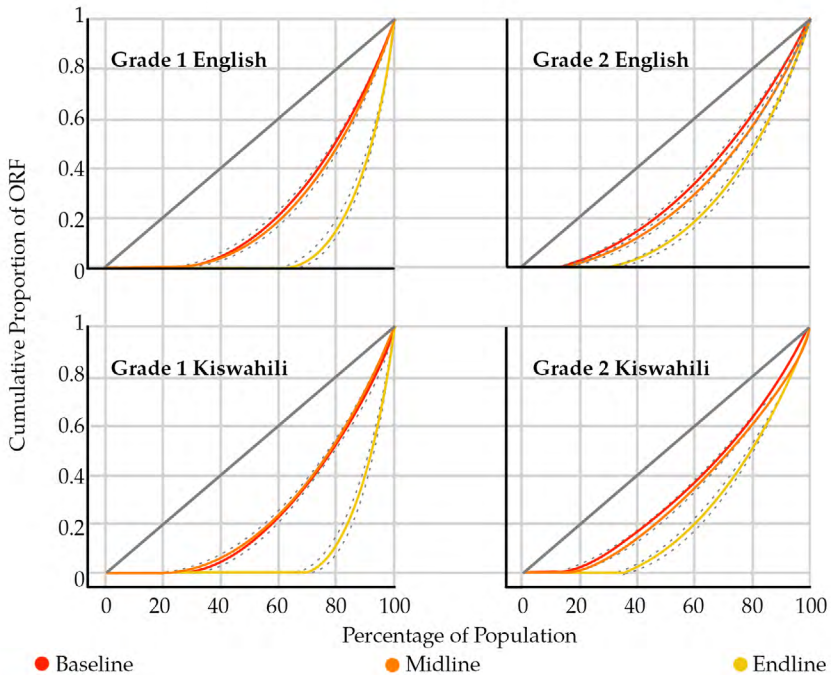 Cumulative Proportion of ORF
1
0.8
0.6
0.4
0.2
0
Grade 1 English
Grade 2 English
1
0.8
0.6
0.4
0.2
0
Grade 1 Kiswahili
Grade 2 Kiswahili
0 20 40 60 80 100
0 20 40 60 80 100
Percentage of Population
Baseline
Midline
Endline